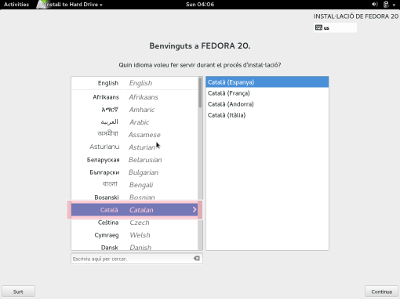 Activities Install to Hard Drive Sun 04:06
INSTAL·LACIÓ DE FEDORA 20
us
Benvinguts a FEDORA 20.
Quin idioma voleu fer servir durant el procés d'instal·lació?
English English
Afrikaans Afrikaans
አማርኛ Amharic
العربية Arabic
অসমীয়া Assamese
Asturianu Asturian
Беларуская Belarusian
Български Bulgarian
বাংলা Bengali
Bosanski Bosnian
Català Catalan
Čeština Czech
Cymraeg Welsh
Dansk Danish
Català (Espanya)
Català (França)
Català (Andorra)
Català (Itàlia)
Escriviu aquí per cercar.
Surt
Continua